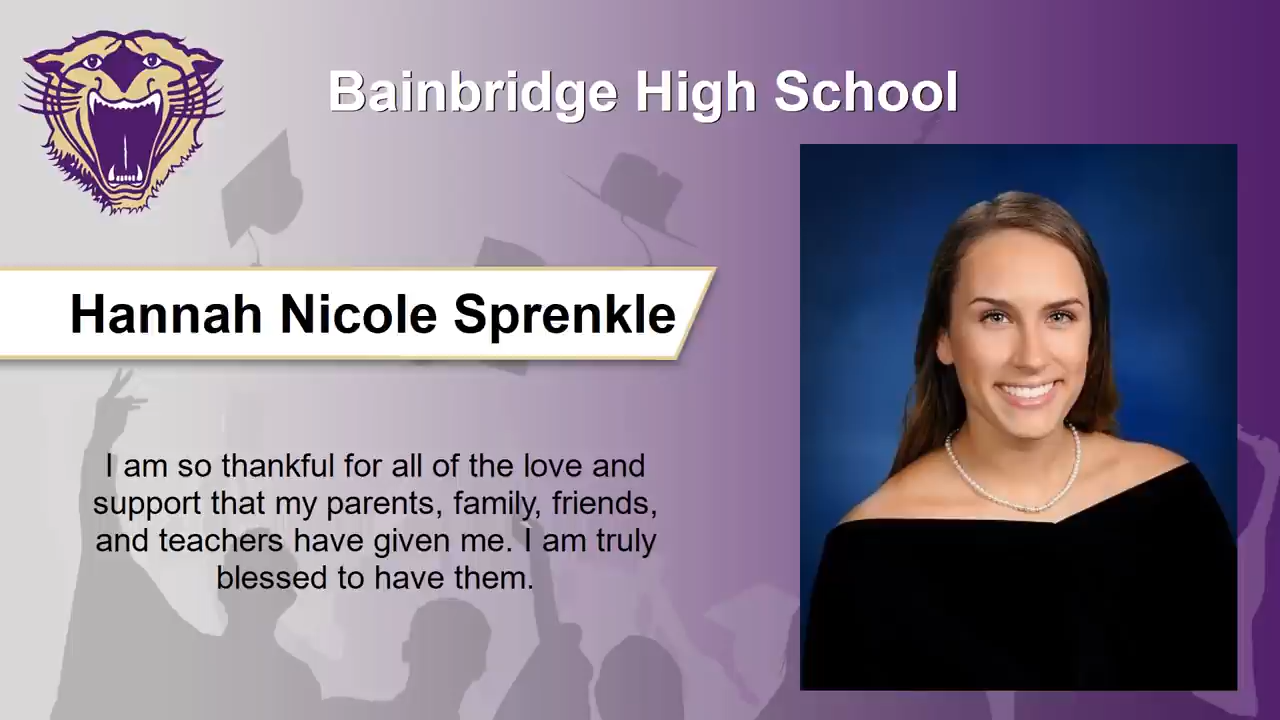 Bainbridge High School
Hannah Nicole Sprenkle
I am so thankful for all of the love and
support that my parents, family, friends,
and teachers have given me. I am truly
blessed to have them.